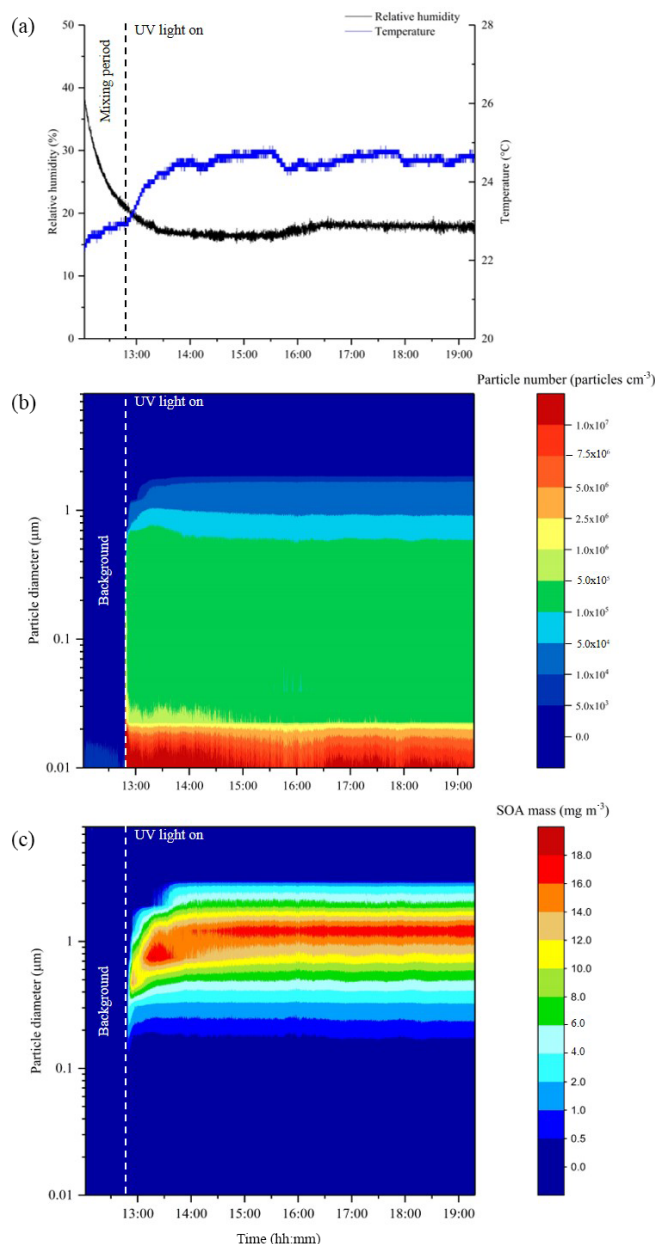 (a)
UV light on
Relative humidity
Temperature
Mixing period
Relative humidity (%)
50
40
30
20
10
0
Temperature (°C)
28
26
24
22
20
13:00 14:00 15:00 16:00 17:00 18:00 19:00
Particle number (particles cm⁻³)
(b)
UV light on
Background
Particle diameter (μm)
1
0.1
0.01
13:00 14:00 15:00 16:00 17:00 18:00 19:00
1.0x10⁷
7.5x10⁶
5.0x10⁶
2.5x10⁶
1.0x10⁶
5.0x10⁵
1.0x10⁵
5.0x10⁴
1.0x10⁴
5.0x10³
0.0
SOA mass (mg m⁻³)
(c)
UV light on
Background
Particle diameter (μm)
1
0.1
0.01
13:00 14:00 15:00 16:00 17:00 18:00 19:00
Time (hh:mm)
18.0
16.0
14.0
12.0
10.0
8.0
6.0
4.0
2.0
1.0
0.5
0.0